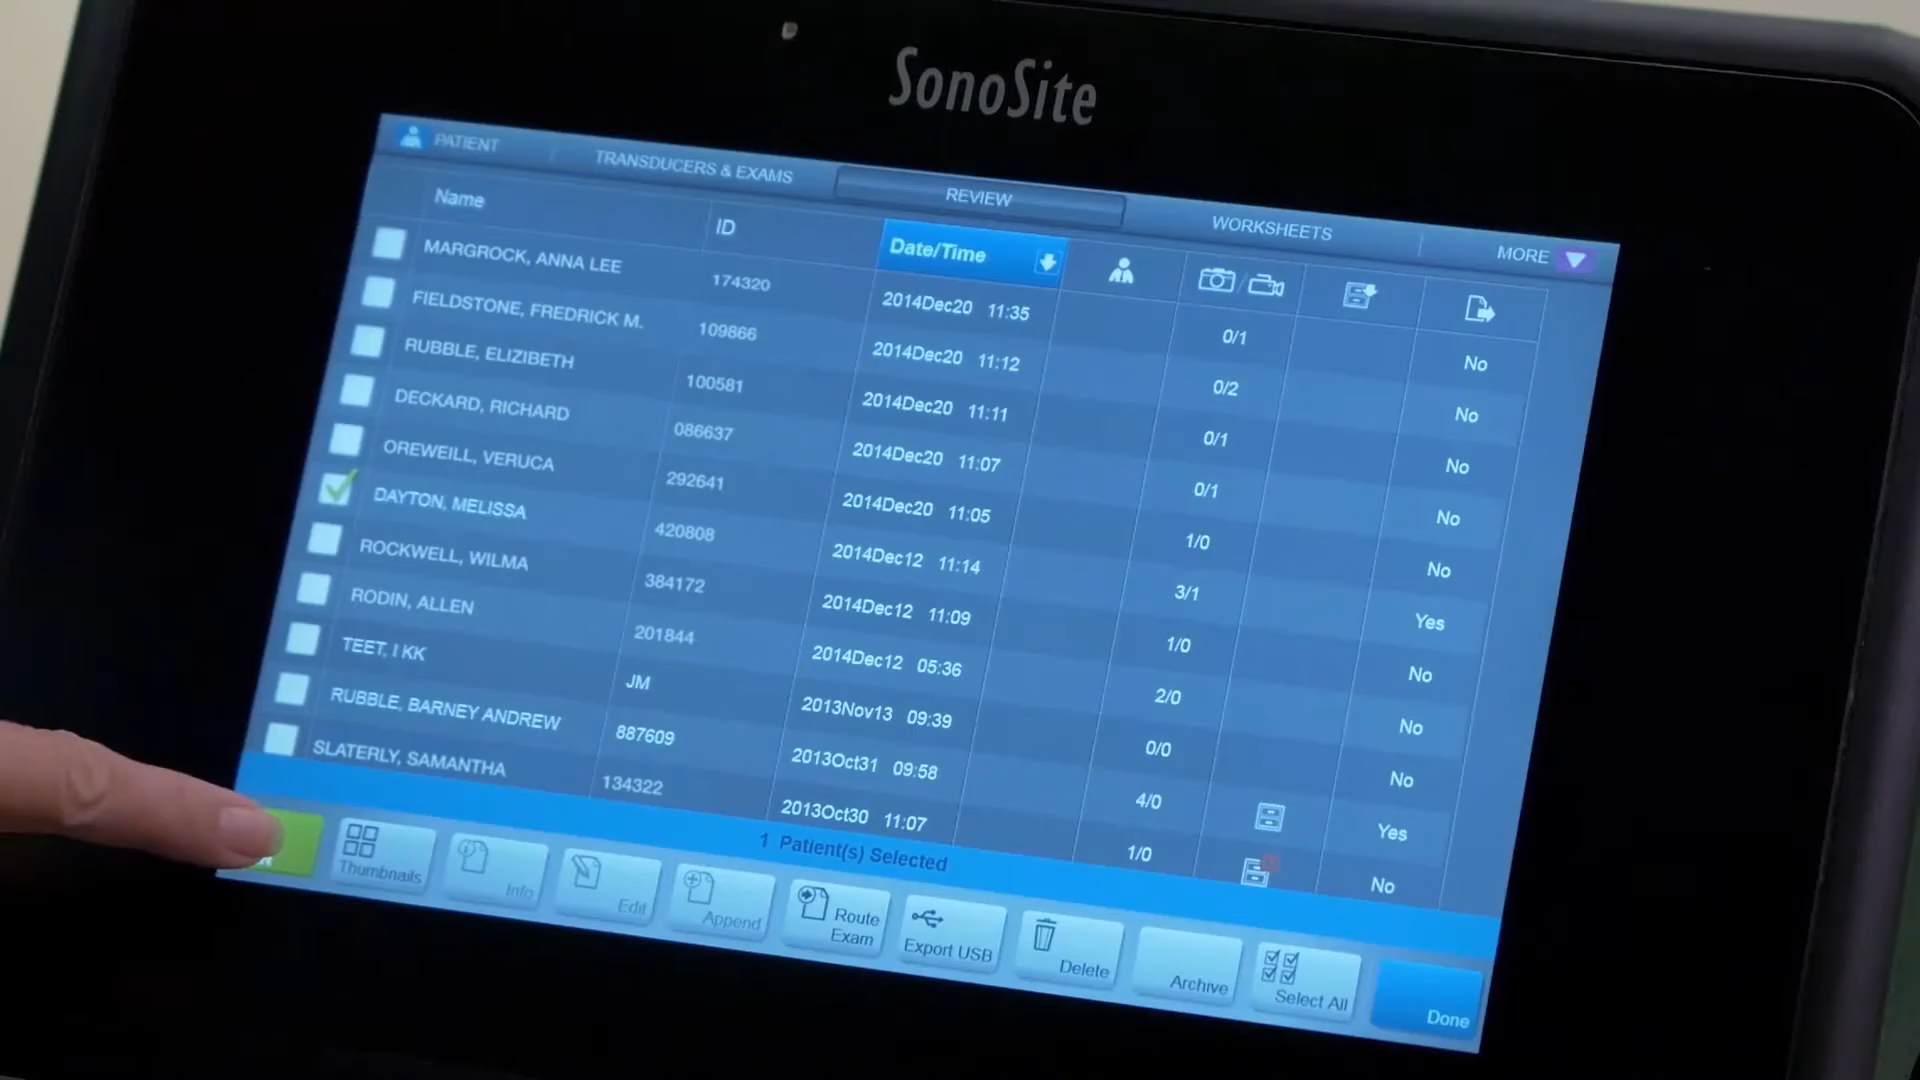 SonoSite
PATIENT TRANSDUCERS & EXAMS REVIEW WORKSHEETS MORE
Name ID Date/Time
MARGROCK, ANNA LEE 174320 2014Dec20 11:35 0/1 No
FIELDSTONE, FREDRICK M. 109866 2014Dec20 11:12 0/2 No
RUBBLE, ELIZIBETH 100581 2014Dec20 11:11 0/1 No
DECKARD, RICHARD 086637 2014Dec20 11:07 0/1 No
OREWEILL, VERUCA 292641 2014Dec20 11:05 1/0 No
DAYTON, MELISSA 420808 2014Dec12 11:14 3/1 Yes
ROCKWELL, WILMA 384172 2014Dec12 11:09 1/0 No
RODIN, ALLEN 201844 2014Dec12 05:36 2/0 No
TEET, I KK JM 2013Nov13 09:39 0/0 No
RUBBLE, BARNEY ANDREW 887609 2013Oct31 09:58 4/0 Yes
SLATERLY, SAMANTHA 134322 2013Oct30 11:07 1/0 No
1 Patient(s) Selected
Thumbnails Info Edit Append Route Exam Export USB Delete Archive Select All Done